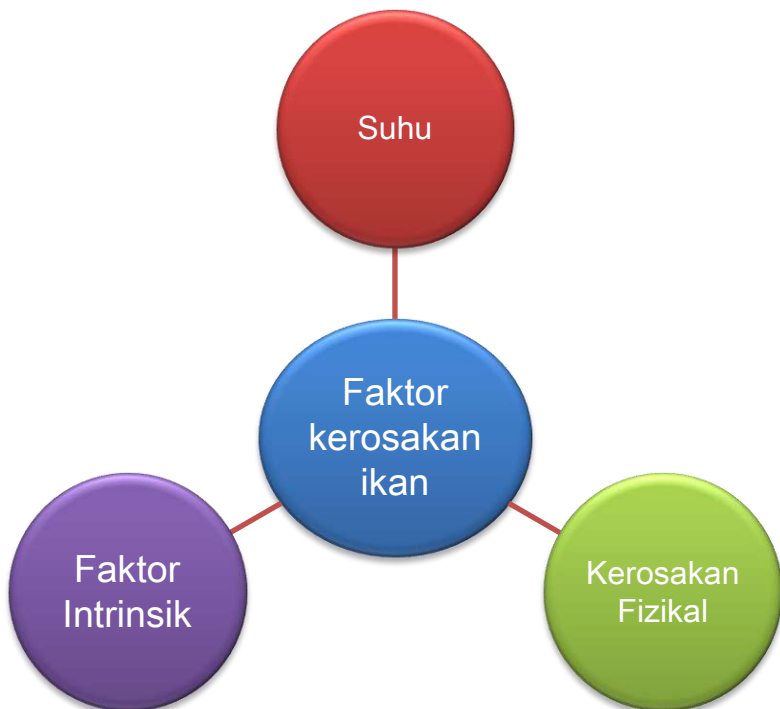 Suhu
Faktor
kerosakan
ikan
Faktor
Intrinsik
Kerosakan
Fizikal